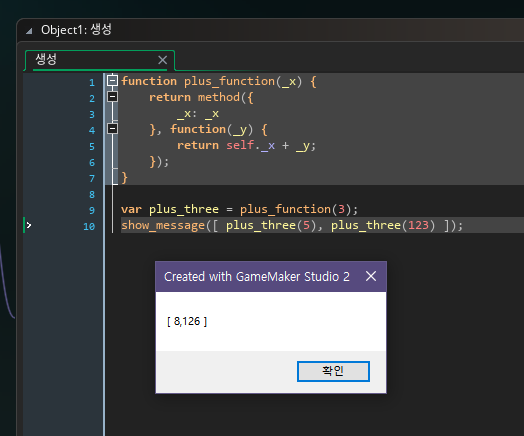 Object1: 생성
생성
1 function plus_function(_x) {
2     return method({
3         _x: _x
4     }, function(_y) {
5         return self._x + _y;
6     });
7 }
8
9 var plus_three = plus_function(3);
10 show_message([ plus_three(5), plus_three(123) ]);
Created with GameMaker Studio 2
[ 8,126 ]
확인